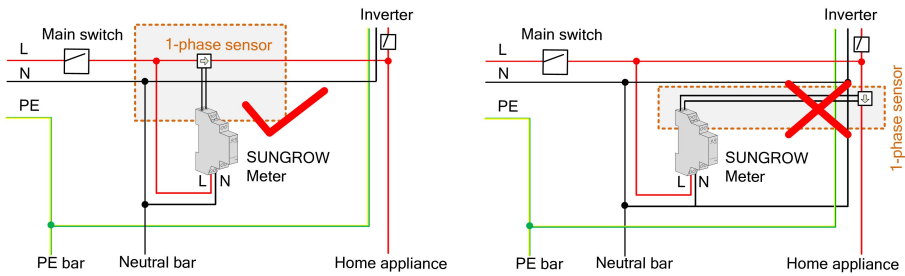 Inverter
Main switch
1-phase sensor
L
N
PE
SUNGROW
Meter
L N
PE bar
Neutral bar
Home appliance
Inverter
Main switch
L
N
PE
1-phase sensor
SUNGROW
Meter
L N
PE bar
Neutral bar
Home appliance